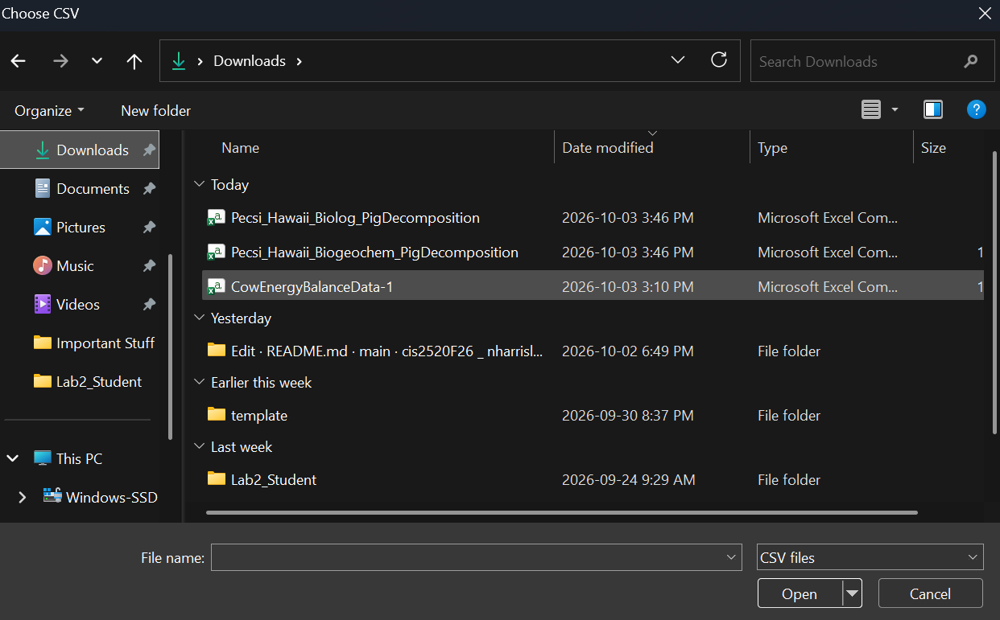 Choose CSV
Downloads
Search Downloads
Organize
New folder
Downloads
Documents
Pictures
Music
Videos
Important Stuff
Lab2_Student
This PC
Windows-SSD
Name Date modified Type Size
Today
Pecsi_Hawaii_Biolog_PigDecomposition 2026-10-03 3:46 PM Microsoft Excel Com...
Pecsi_Hawaii_Biogeochem_PigDecomposition 2026-10-03 3:46 PM Microsoft Excel Com... 1
CowEnergyBalanceData-1 2026-10-03 3:10 PM Microsoft Excel Com... 1
Yesterday
Edit · README.md · main · cis2520F26 _ nharrisl... 2026-10-02 6:49 PM File folder
Earlier this week
template 2026-09-30 8:37 PM File folder
Last week
Lab2_Student 2026-09-24 9:29 AM File folder
File name:
CSV files
Open
Cancel